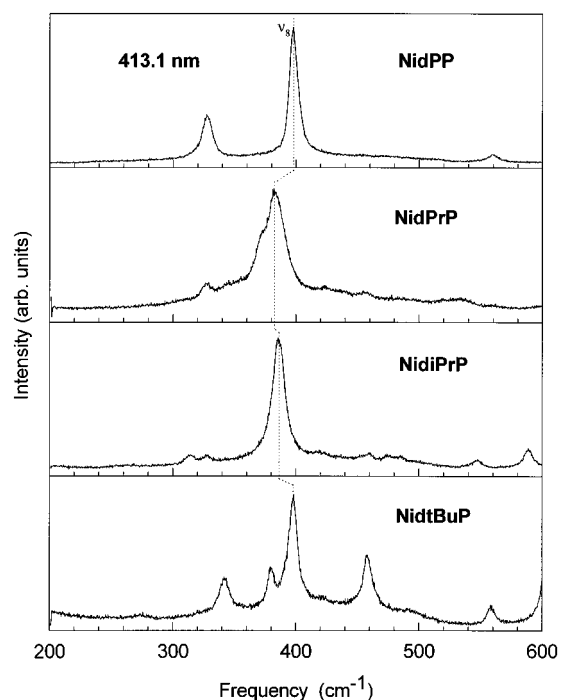 ν8
413.1 nm
NidPP
NidPrP
NidiPrP
NidtBuP
Intensity (arb. units)
200 300 400 500 600
Frequency (cm-1)